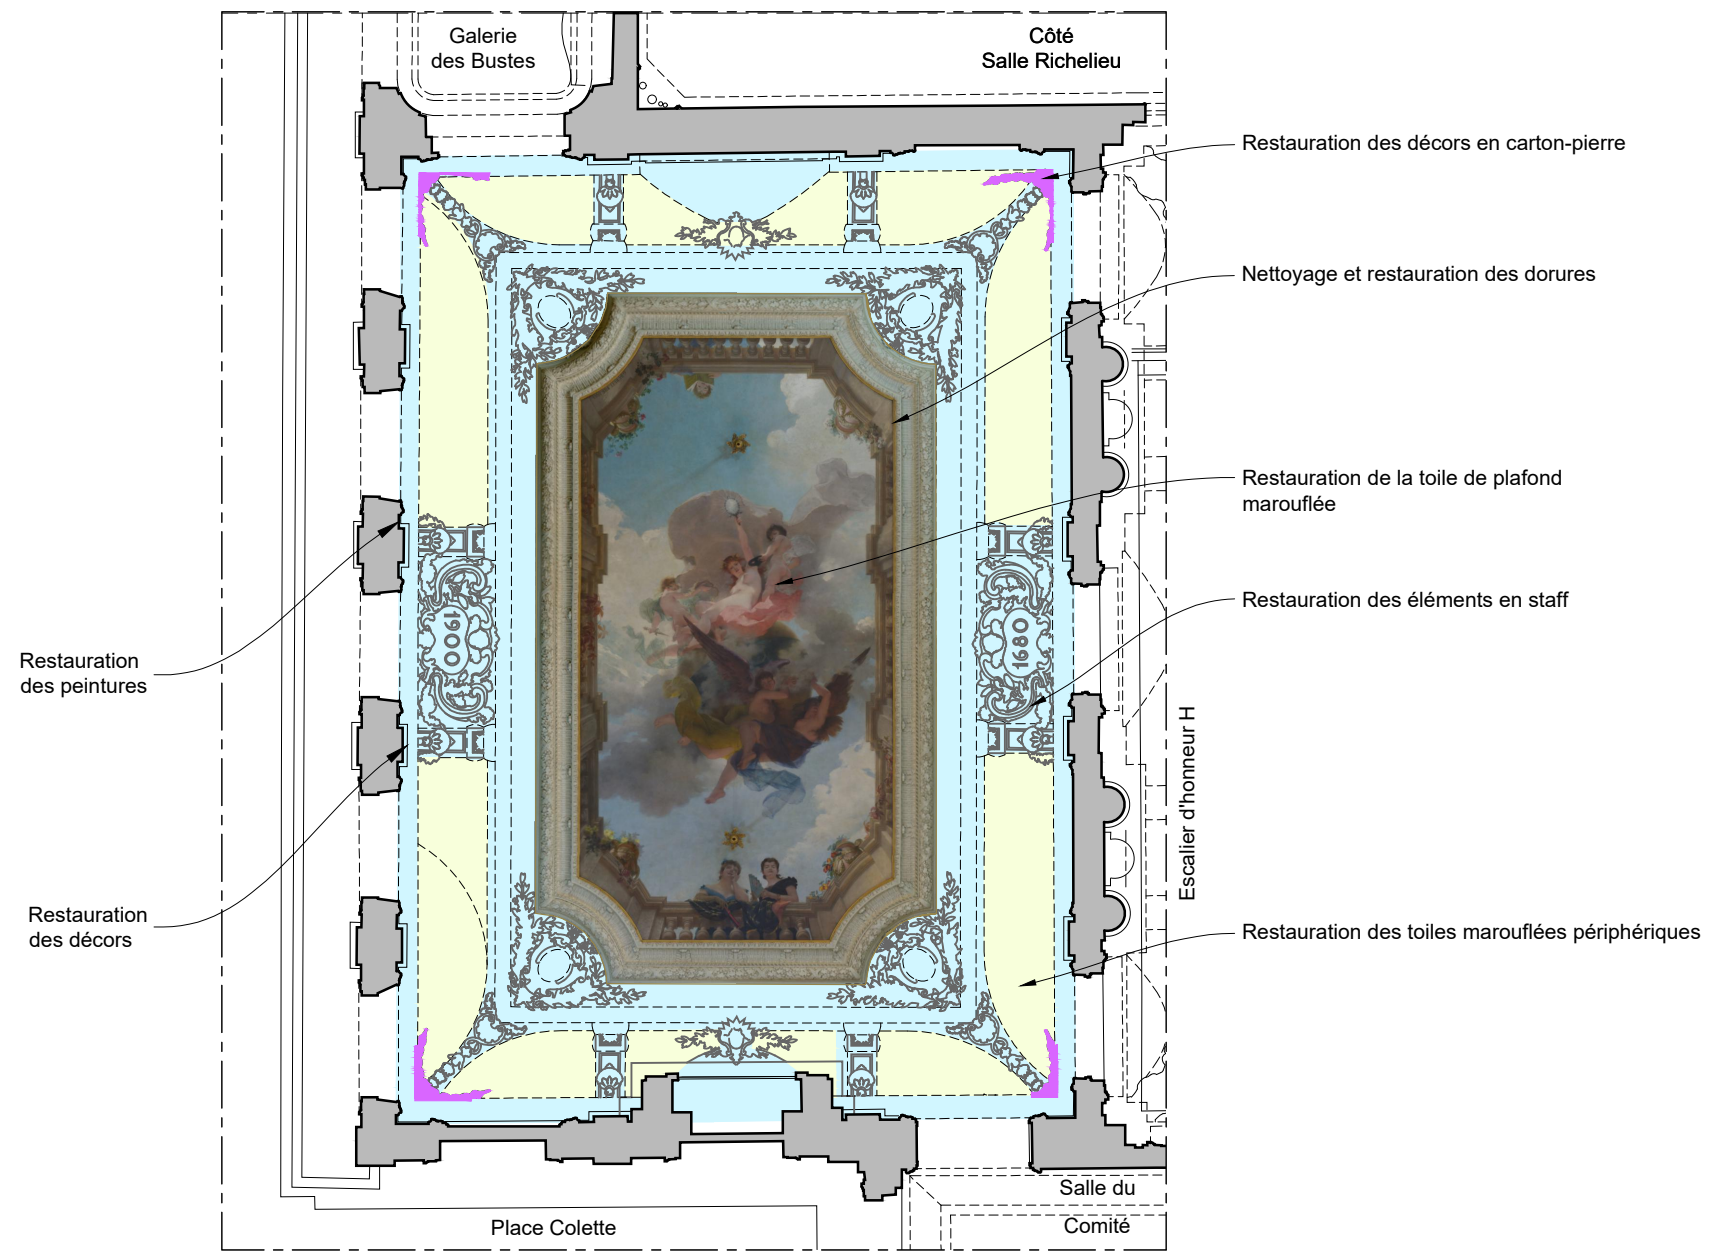 Galerie
des Bustes
Côté
Salle Richelieu
Restauration des décors en carton-pierre
Nettoyage et restauration des dorures
Restauration de la toile de plafond
marouflée
Restauration des éléments en staff
1900
1680
Restauration
des peintures
Escalier d'honneur H
Restauration
des décors
Restauration des toiles marouflées périphériques
Salle du
Comité
Place Colette